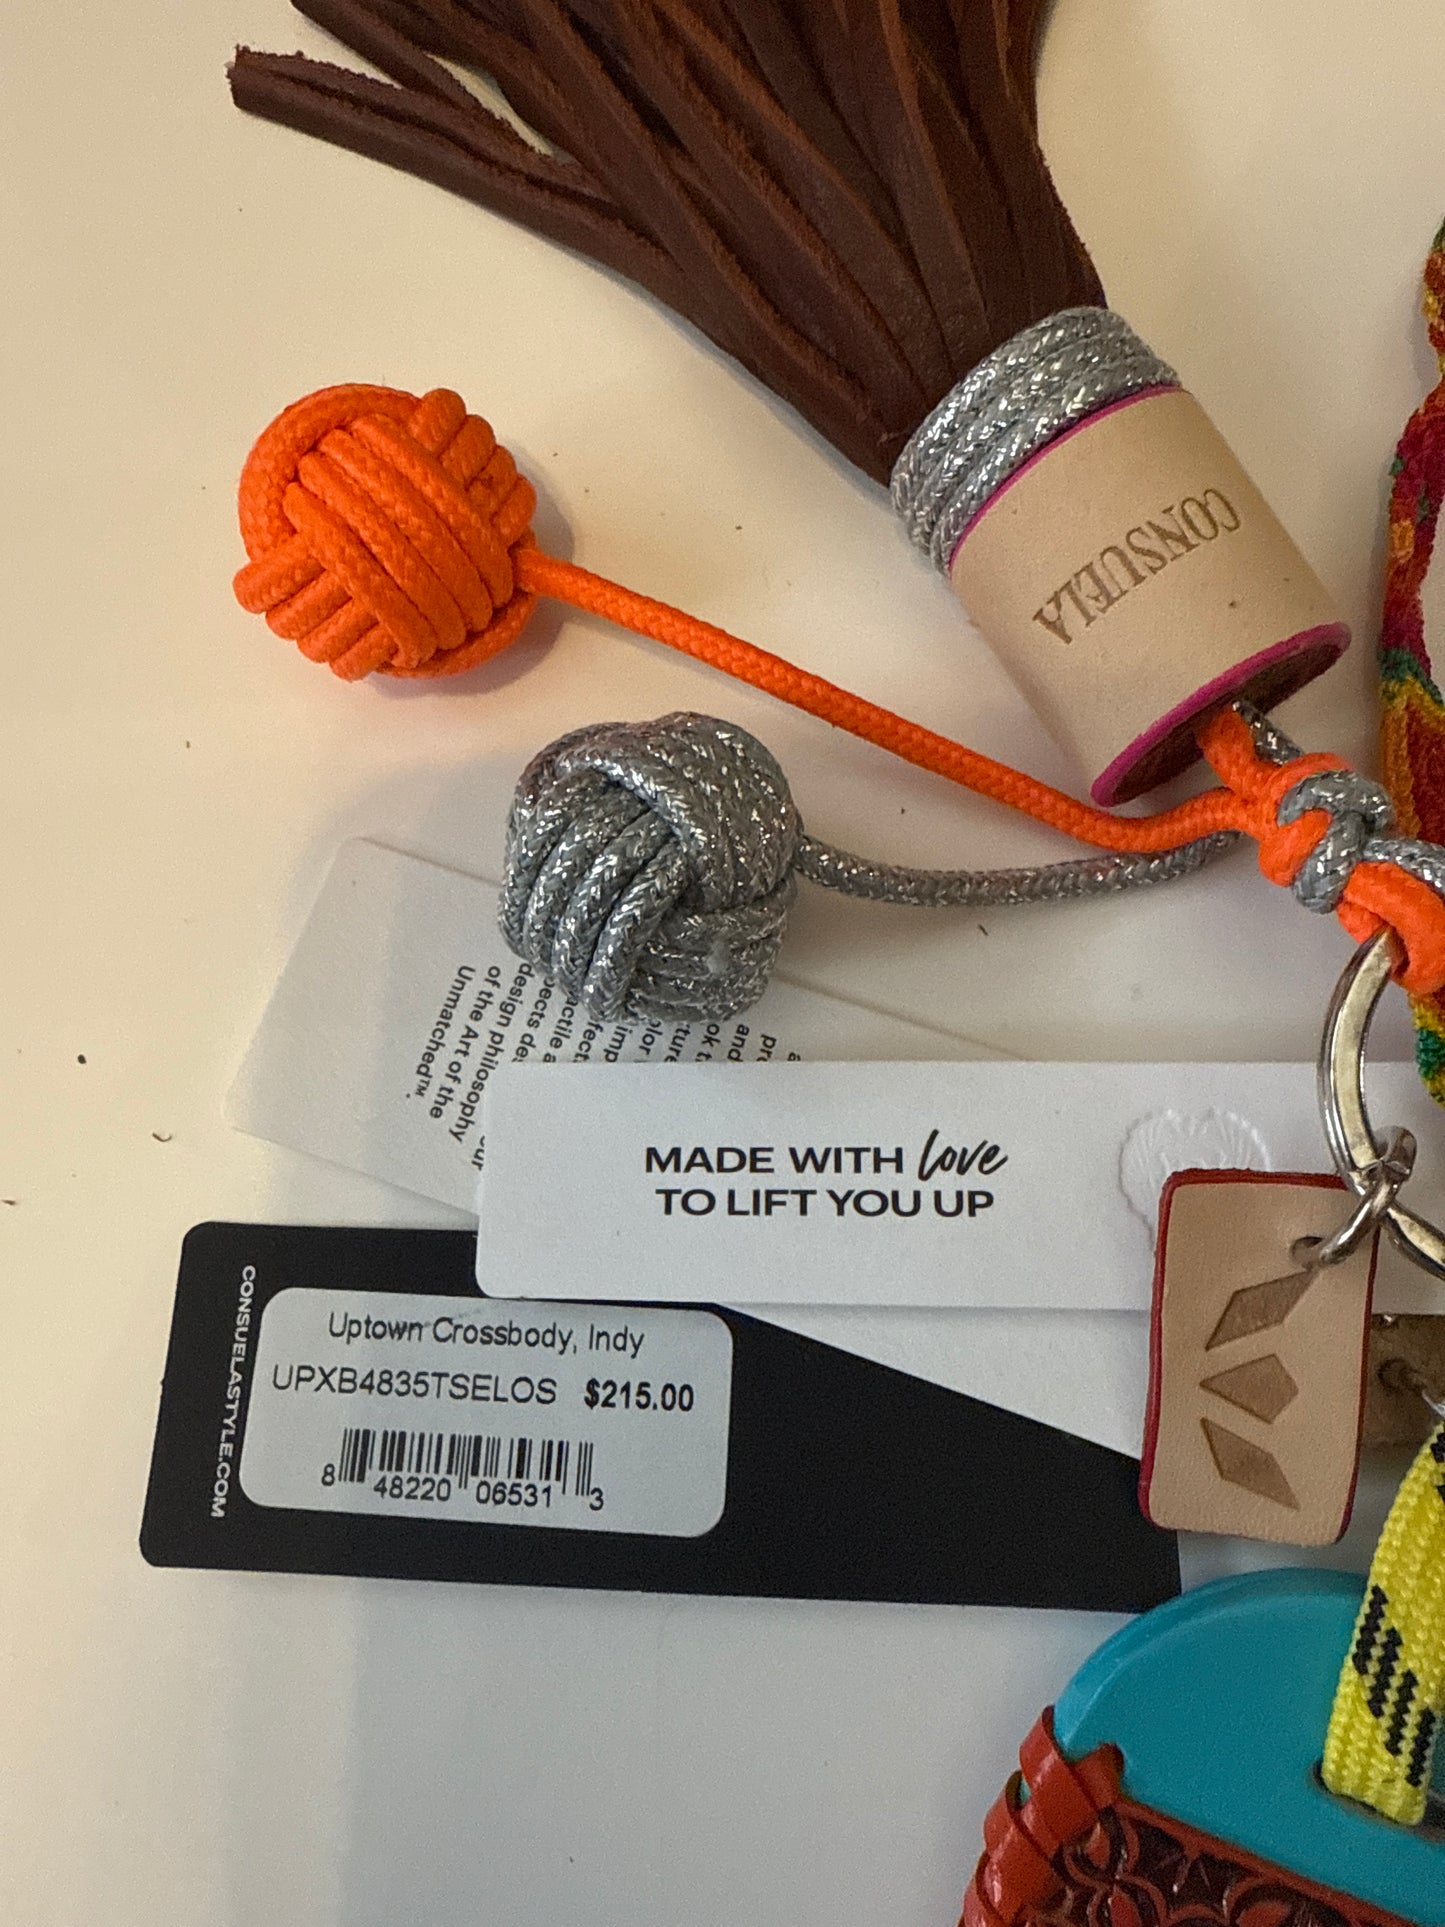 CONSUELA
Unmatched™.
of the Art of the
design philosophy
MADE WITH love
TO LIFT YOU UP
CONSUELASTYLE.COM
Uptown Crossbody, Indy
UPXB4835TSELOS $215.00
8 48220 06531 3